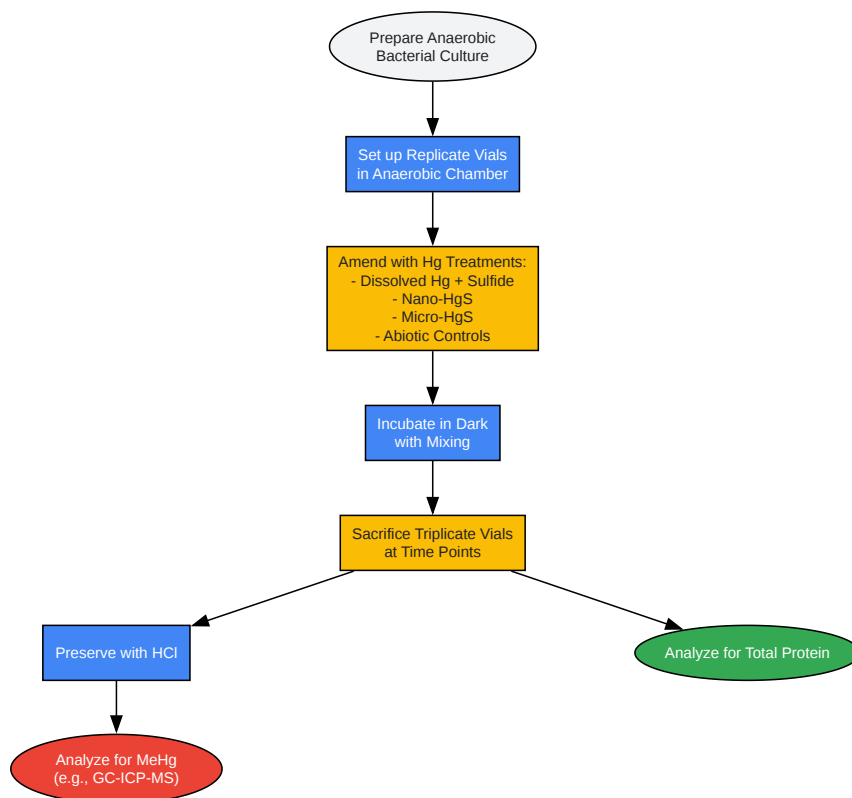 Prepare Anaerobic
Bacterial Culture
Set up Replicate Vials
in Anaerobic Chamber
Amend with Hg Treatments:
- Dissolved Hg + Sulfide
- Nano-HgS
- Micro-HgS
- Abiotic Controls
Incubate in Dark
with Mixing
Sacrifice Triplicate Vials
at Time Points
Preserve with HCl
Analyze for Total Protein
Analyze for MeHg
(e.g., GC-ICP-MS)